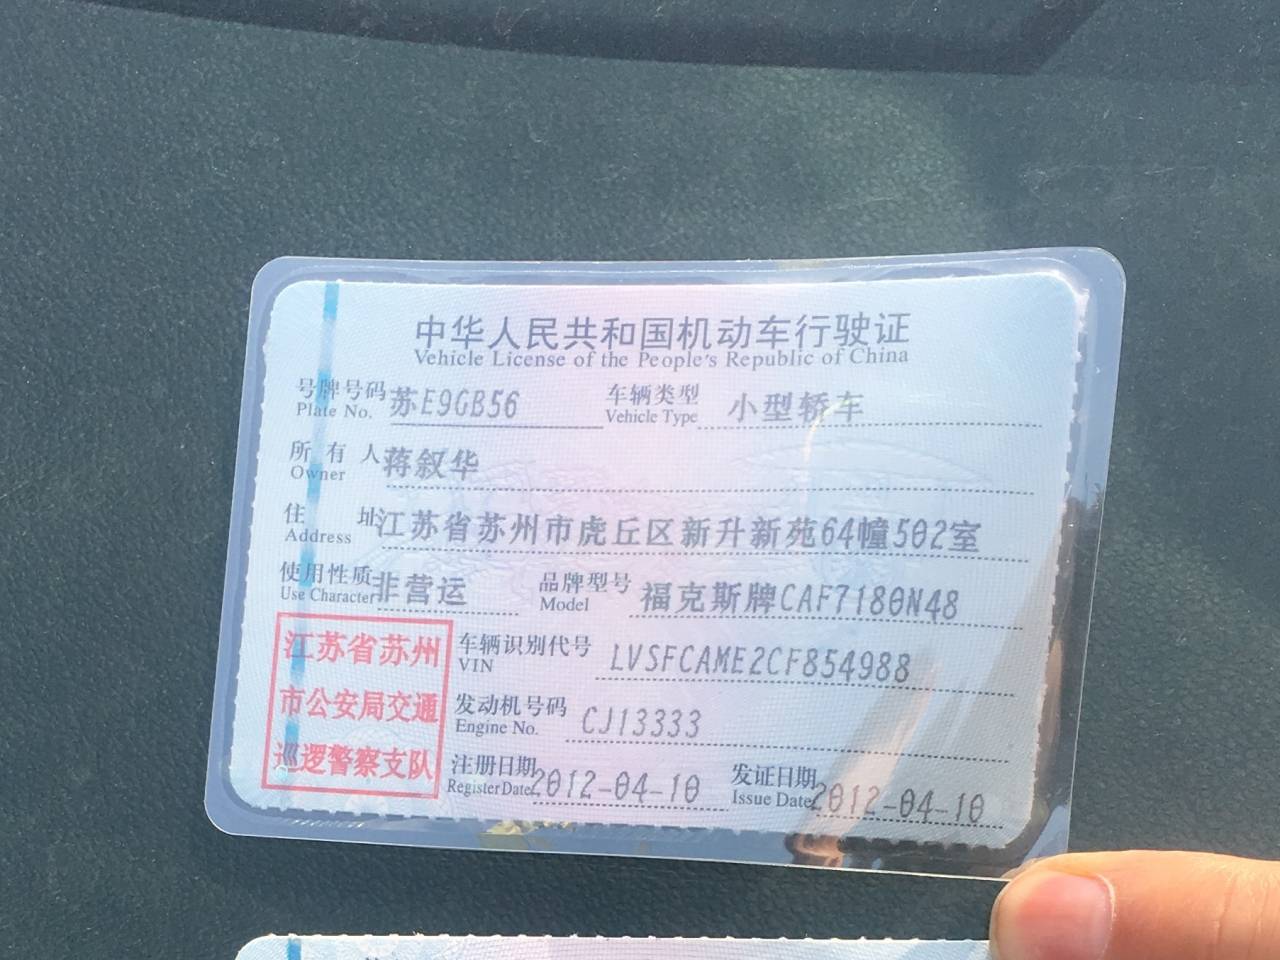 中华人民共和国机动车行驶证
Vehicle License of the People's Republic of China
号牌号码 苏E9GB56 车辆类型 小型轿车
Plate No. Vehicle Type
所有人 蒋叙华
Owner
住址 江苏省苏州市虎丘区新升新苑64幢502室
Address
使用性质 非营运 品牌型号 福克斯牌CAF7180N48
Use Character Model
江苏省苏州
市公安局交通
巡逻警察支队
车辆识别代号 LVSFCAME2CF854988
VIN
发动机号码 CJ13333
Engine No.
注册日期 2012-04-10 发证日期 2012-04-10
Register Date Issue Date